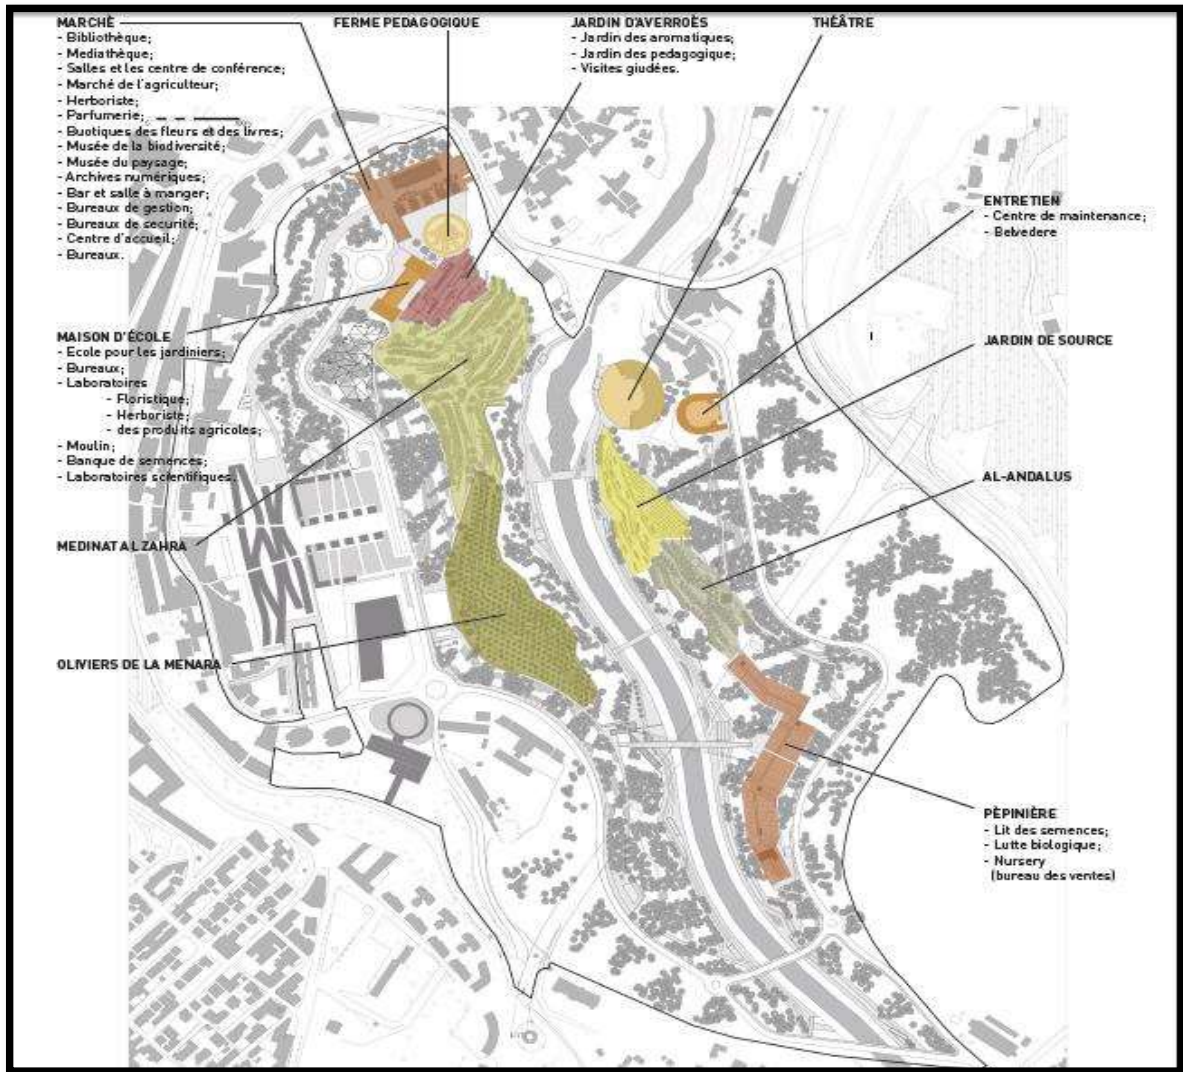 MARCHÈ
- Bibliothèque;
- Mediathèque;
- Salles et les centre de conférence;
- Marché de l'agriculteur;
- Herboriste;
- Parfumerie;
- Buotiques des fleurs et des livres;
- Musée de la biodiversité;
- Musée du paysage;
- Archives numériques;
- Bar et salle à manger;
- Bureaux de gestion;
- Bureaux de securité;
- Centre d'accueil;
- Bureaux.
FERME PEDAGOGIQUE
JARDIN D'AVERROÈS
- Jardin des aromatiques;
- Jardin des pedagogique;
- Visites giudées.
THÉÂTRE
ENTRETIEN
- Centre de maintenance;
- Belvedere
MAISON D'ÉCOLE
- Ecole pour les jardiniers;
- Bureaux;
- Laboratoires
- Floristique;
- Herboriste;
- des produits agricoles;
- Moulin;
- Banque de semences;
- Laboratoires scientifiques.
JARDIN DE SOURCE
AL-ANDALUS
MEDINAT AL ZAHRA
OLIVIERS DE LA MENARA
PÈPINIÈRE
- Lit des semences;
- Lutte biologique;
- Nursery
(bureau des ventes)